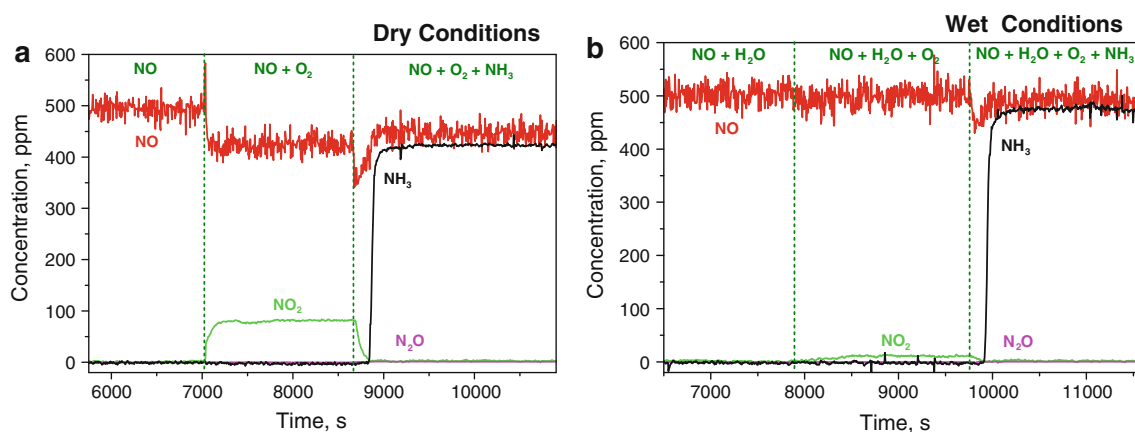 a
Dry Conditions
NO
NO + O₂
NO + O₂ + NH₃
NO
NH₃
NO₂
N₂O
600
500
400
300
200
100
0
6000 7000 8000 9000 10000
Concentration, ppm
Time, s
b
Wet Conditions
NO + H₂O
NO + H₂O + O₂
NO + H₂O + O₂ + NH₃
NO
NH₃
NO₂
N₂O
600
500
400
300
200
100
0
7000 8000 9000 10000 11000
Concentration, ppm
Time, s